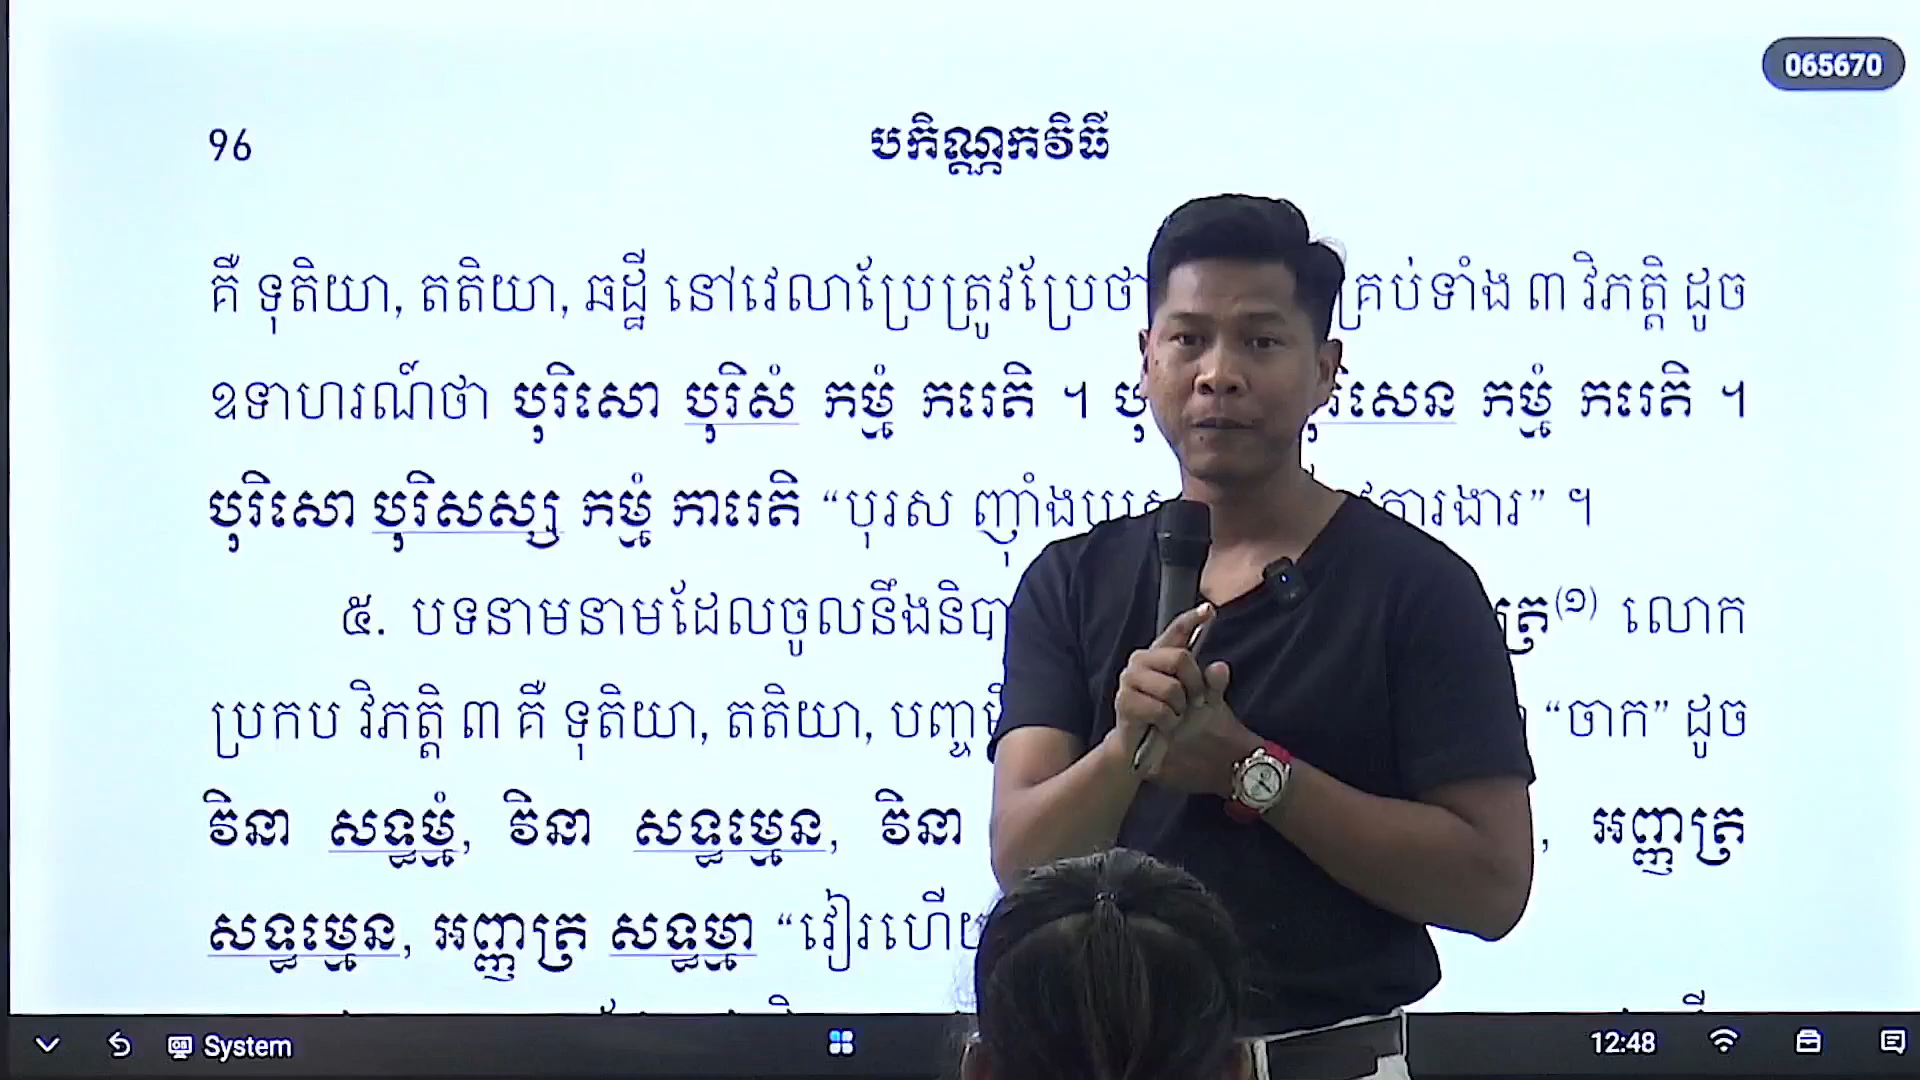 065670
96
បកិណ្ណកវិធី
គឺ ទុតិយា, តតិយា, ឆដ្ឋី នៅវេលាប្រែត្រូវប្រែថា គ្រប់ទាំង ៣ វិភត្តិ ដូច
ឧទាហរណ៍ថា បុរិសោ បុរិសំ កម្មំ ករេតិ ។ កម្មំ ករេតិ ។
បុរិសោ បុរិសស្ស កម្មំ ការេតិ “បុរស ញ៉ាំង ការងារ” ។
៥. បទនាមនាមដែលចូលនឹង (១) លោក
ប្រកប វិភត្តិ ៣ គឺ ទុតិយា, តតិយា, “ចាក” ដូច
វិនា សទ្ធម្មំ, វិនា សទ្ធម្មេន, វិនា , អញ្ញត្រ
សទ្ធម្មេន, អញ្ញត្រ សទ្ធម្មា “វៀរហើយ
System
12:48